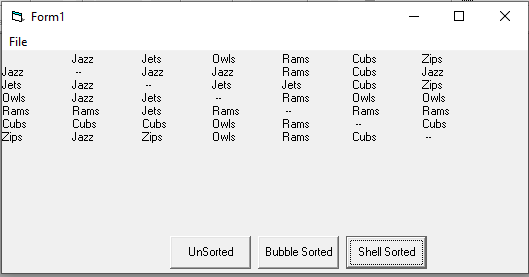 Form1
File
Jazz Jets Owls Rams Cubs Zips
Jazz -- Jazz Jazz Rams Cubs Jazz
Jets Jazz -- Jets Jets Cubs Zips
Owls Jazz Jets -- Rams Owls Owls
Rams Rams Jets Rams -- Rams Rams
Cubs Cubs Cubs Owls Rams -- Cubs
Zips Jazz Zips Owls Rams Cubs --
UnSorted Bubble Sorted Shell Sorted